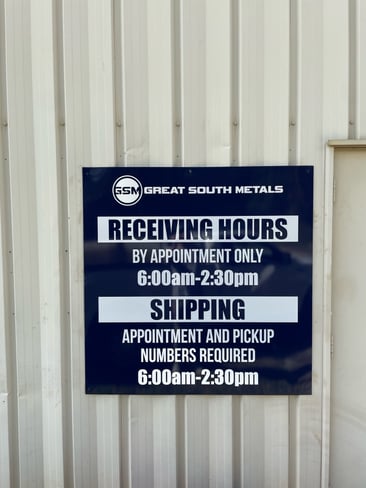 GSM GREAT SOUTH METALS
RECEIVING HOURS
BY APPOINTMENT ONLY
6:00am-2:30pm
SHIPPING
APPOINTMENT AND PICKUP
NUMBERS REQUIRED
6:00am-2:30pm